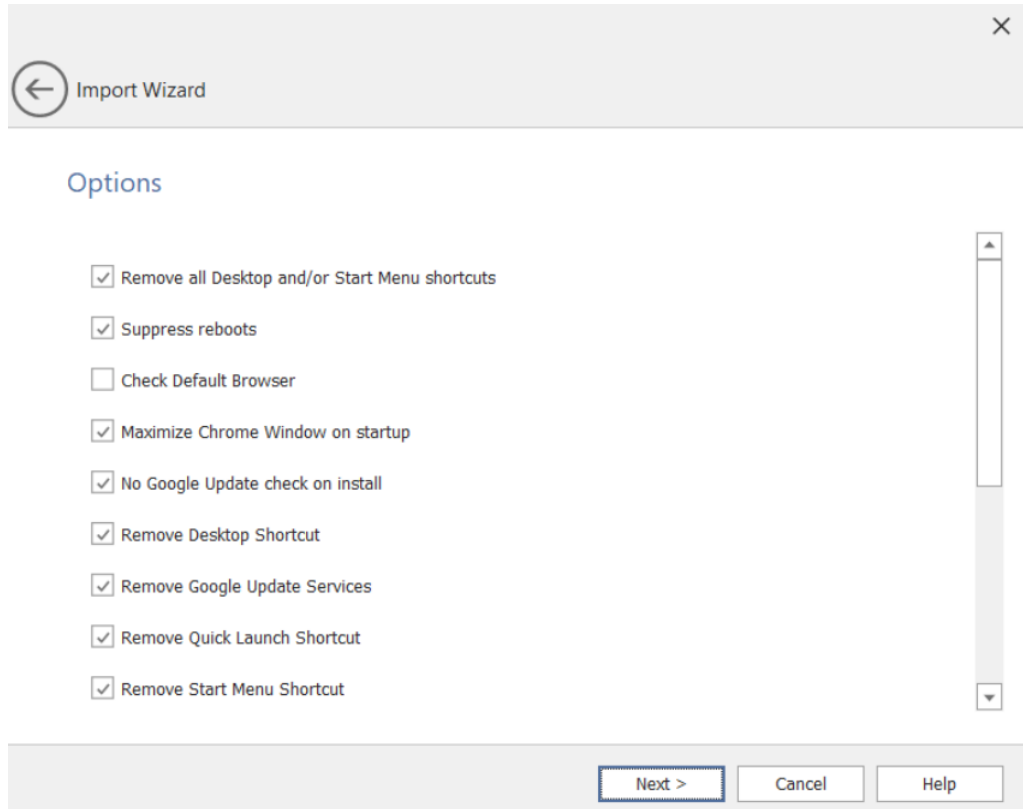 Import Wizard
Options
Remove all Desktop and/or Start Menu shortcuts
Suppress reboots
Check Default Browser
Maximize Chrome Window on startup
No Google Update check on install
Remove Desktop Shortcut
Remove Google Update Services
Remove Quick Launch Shortcut
Remove Start Menu Shortcut
Next > Cancel Help